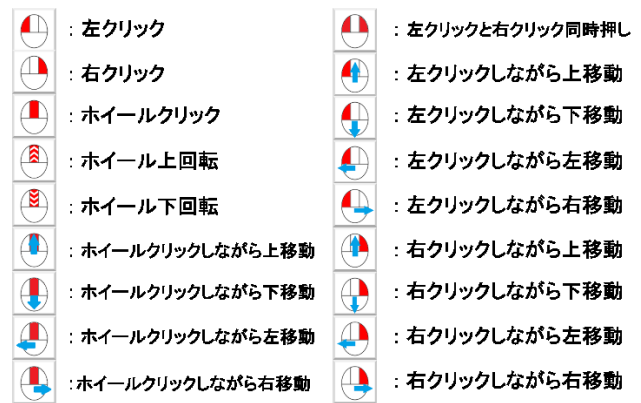 ：左クリック
：右クリック
：ホイールクリック
：ホイール上回転
：ホイール下回転
：ホイールクリックしながら上移動
：ホイールクリックしながら下移動
：ホイールクリックしながら左移動
：ホイールクリックしながら右移動
：左クリックと右クリック同時押し
：左クリックしながら上移動
：左クリックしながら下移動
：左クリックしながら左移動
：左クリックしながら右移動
：右クリックしながら上移動
：右クリックしながら下移動
：右クリックしながら左移動
：右クリックしながら右移動